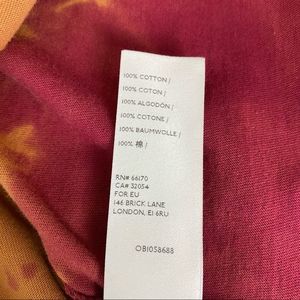 100% COTTON /
100% COTON /
100% ALGODÓN /
100% COTONE /
100% BAUMWOLLE /
100% 棉 /
RN# 66170
CA# 32054
FOR EU
146 BRICK LANE
LONDON, E1 6RU
OB1058688